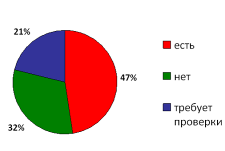 21%
47%
32%
есть
нет
требует
проверки